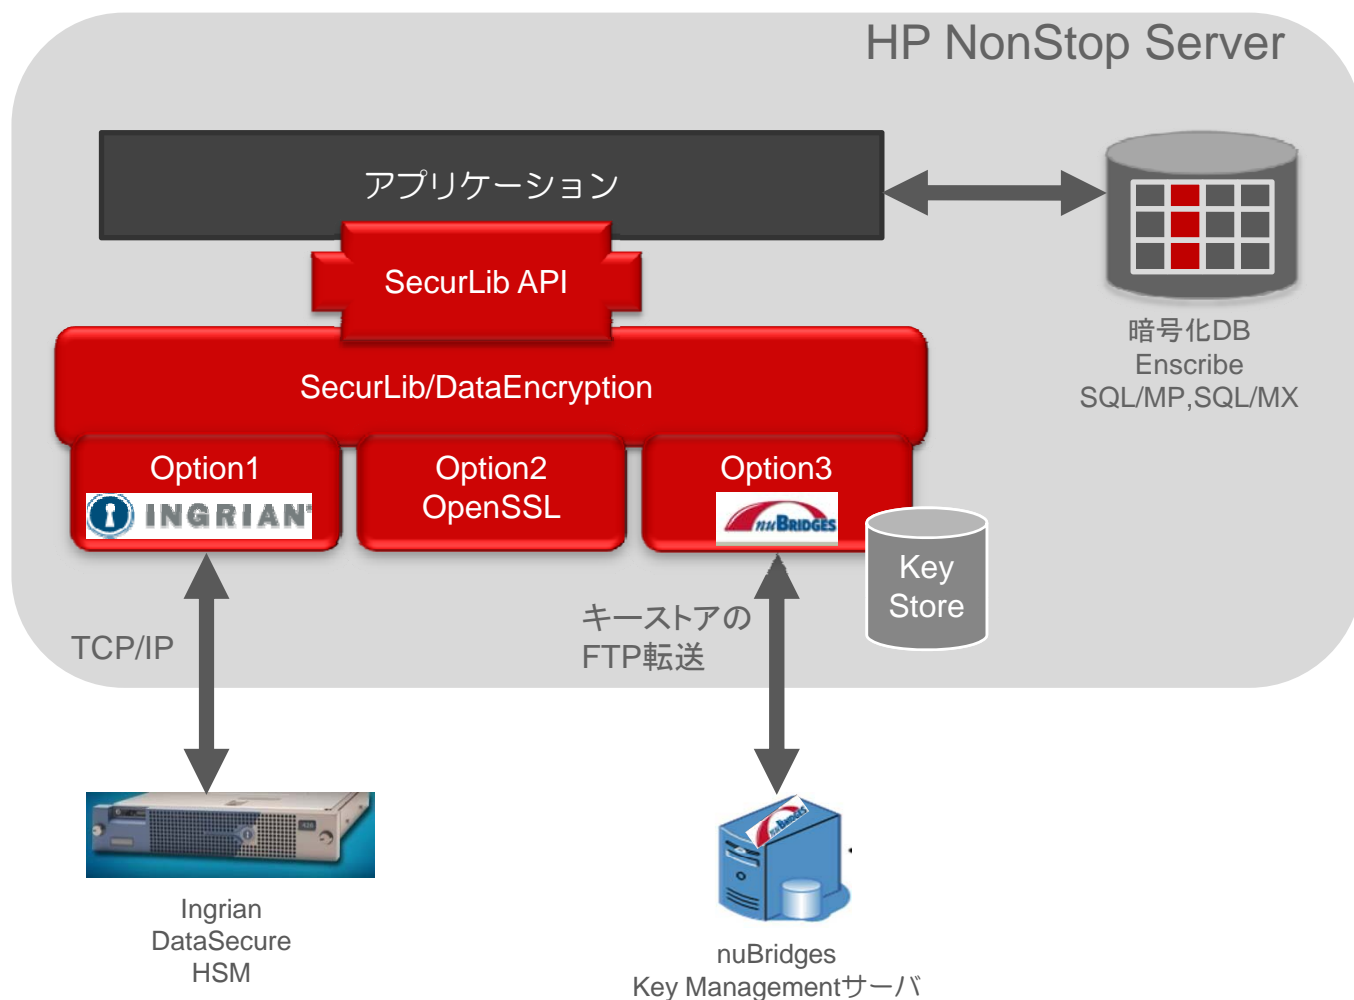 HP NonStop Server
アプリケーション
SecurLib API
SecurLib/DataEncryption
暗号化DB
Enscribe
SQL/MP,SQL/MX
Option1
INGRIAN
Option2
OpenSSL
Option3
nuBRIDGES
Key
Store
TCP/IP
キーストアの
FTP転送
nuBridges
Ingrian
DataSecure
HSM
nuBridges
Key Managementサーバ